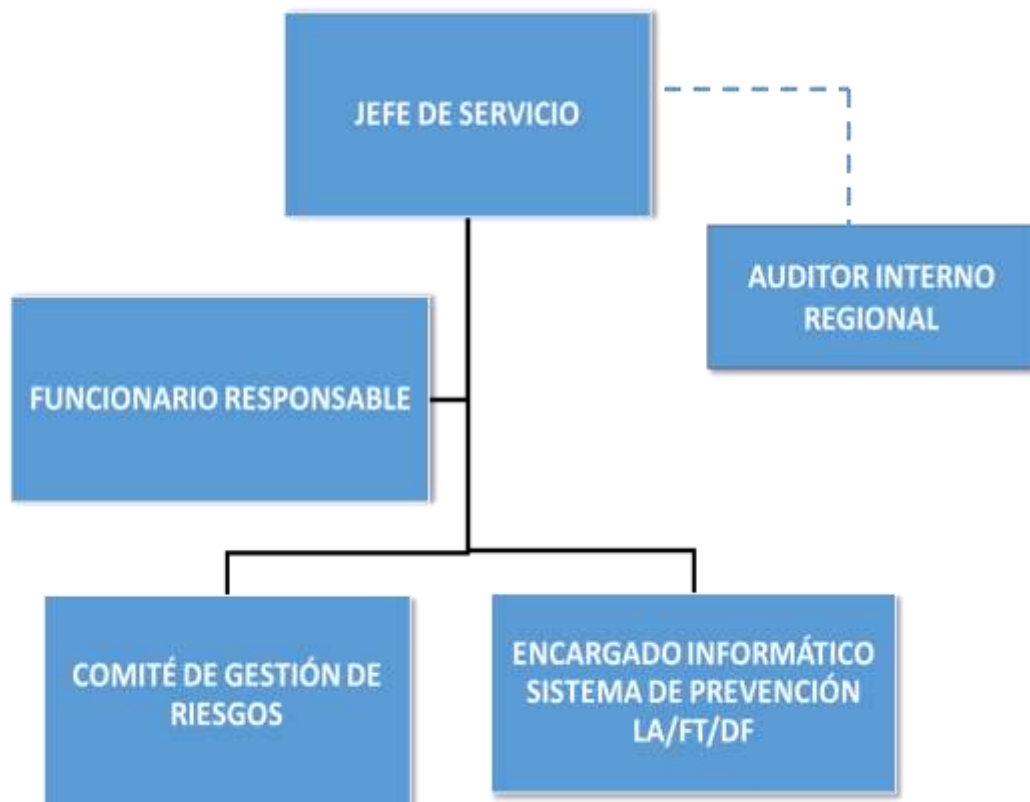 JEFE DE SERVICIO
AUDITOR INTERNO
REGIONAL
FUNCIONARIO RESPONSABLE
COMITÉ DE GESTIÓN DE
RIESGOS
ENCARGADO INFORMÁTICO
SISTEMA DE PREVENCIÓN
LA/FT/DF